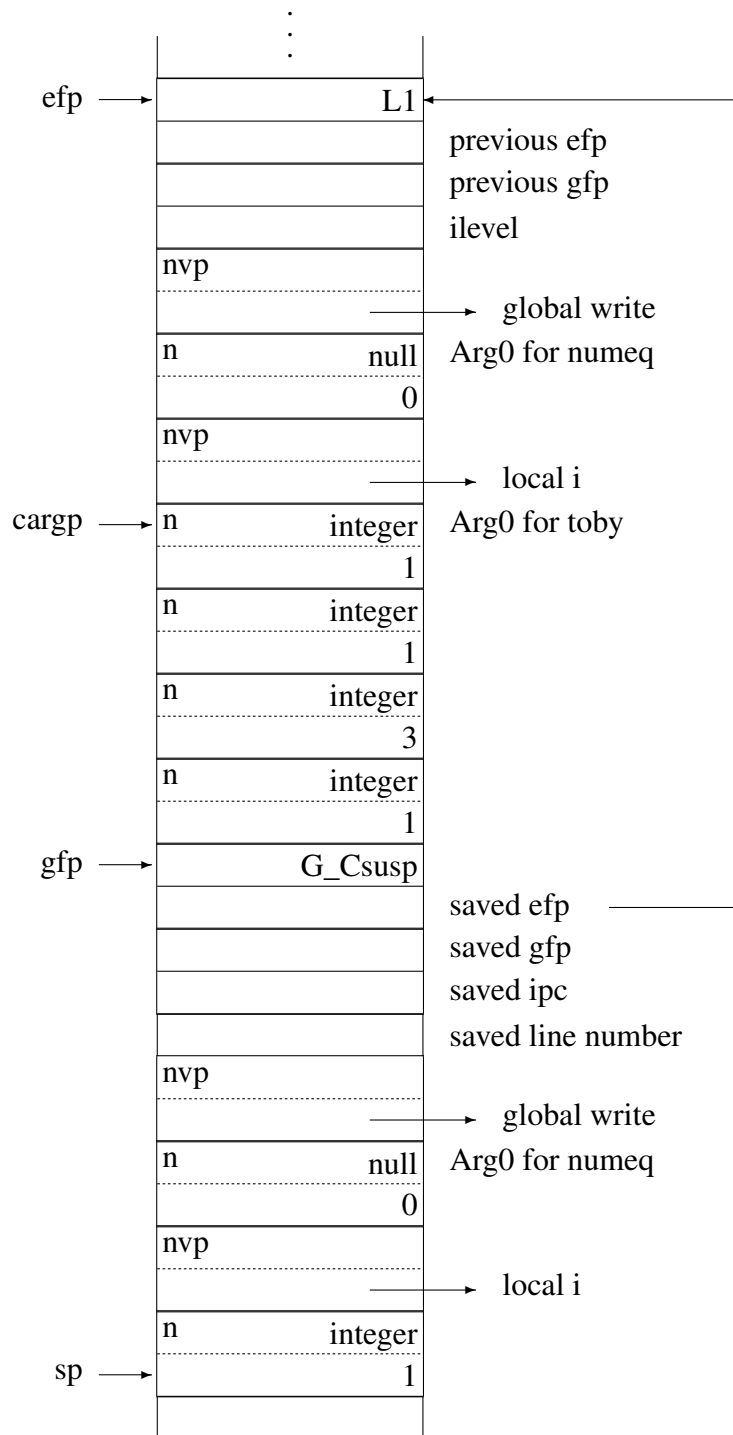 efp L1
previous efp
previous gfp
ilevel
nvp
global write
n null Arg0 for numeq
0
nvp
local i
cargp n integer Arg0 for toby
1
n integer
1
n integer
3
n integer
1
gfp G_Csusp
saved efp
saved gfp
saved ipc
saved line number
nvp
global write
n null Arg0 for numeq
0
nvp
local i
n integer
sp 1